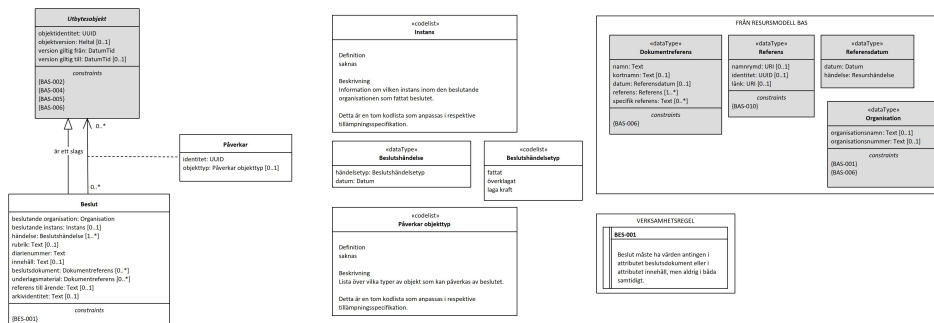 Utbytesobjekt
objektidentitet: UUID
objektversion: Heltal [0..1]
version giltig från: DatumTid
version giltig till: DatumTid [0..1]
constraints
{BAS-002}
{BAS-004}
{BAS-005}
{BAS-006}
0..*
är ett slags
0..*
Påverkar
identitet: UUID
objekttyp: Påverkar objekttyp [0..1]
Beslut
beslutande organisation: Organisation
beslutande instans: Instans [0..1]
händelse: Beslutshändelse [1..*]
rubrik: Text [0..1]
diarienummer: Text
innehåll: Text [0..1]
beslutsdokument: Dokumentreferens [0..*]
underlagsmaterial: Dokumentreferens [0..*]
referens till ärende: Text [0..1]
arkividentitet: Text [0..1]
constraints
{BES-001}
«codelist»
Instans
Definition
saknas
Beskrivning
Information om vilken instans inom den beslutande
organisationen som fattat beslutet.
Detta är en tom kodlista som anpassas i respektive
tillämpningsspecifikation.
«dataType»
Beslutshändelse
händelsetyp: Beslutshändelsetyp
datum: Datum
«codelist»
Beslutshändelsetyp
fattat
överklagat
laga kraft
«codelist»
Påverkar objekttyp
Definition
saknas
Beskrivning
Lista över vilka typer av objekt som kan påverkas av beslutet.
Detta är en tom kodlista som anpassas i respektive
tillämpningsspecifikation.
FRÅN RESURSMODELL BAS
«dataType»
Dokumentreferens
namn: Text
kortnamn: Text [0..1]
datum: Referensdatum [0..1]
referens: Referens [1..*]
specifik referens: Text [0..*]
constraints
{BAS-006}
«dataType»
Referens
namnrymd: URI [0..1]
identitet: UUID [0..1]
länk: URI [0..1]
constraints
{BAS-010}
«dataType»
Referensdatum
datum: Datum
händelse: Resurshändelse
«dataType»
Organisation
organisationsnamn: Text [0..1]
organisationsnummer: Text [0..1]
constraints
{BAS-001}
{BAS-006}
VERKSAMHETSREGEL
BES-001
Beslut måste ha värden antingen i
attributet beslutsdokument eller i
attributet innehåll, men aldrig i båda
samtidigt.